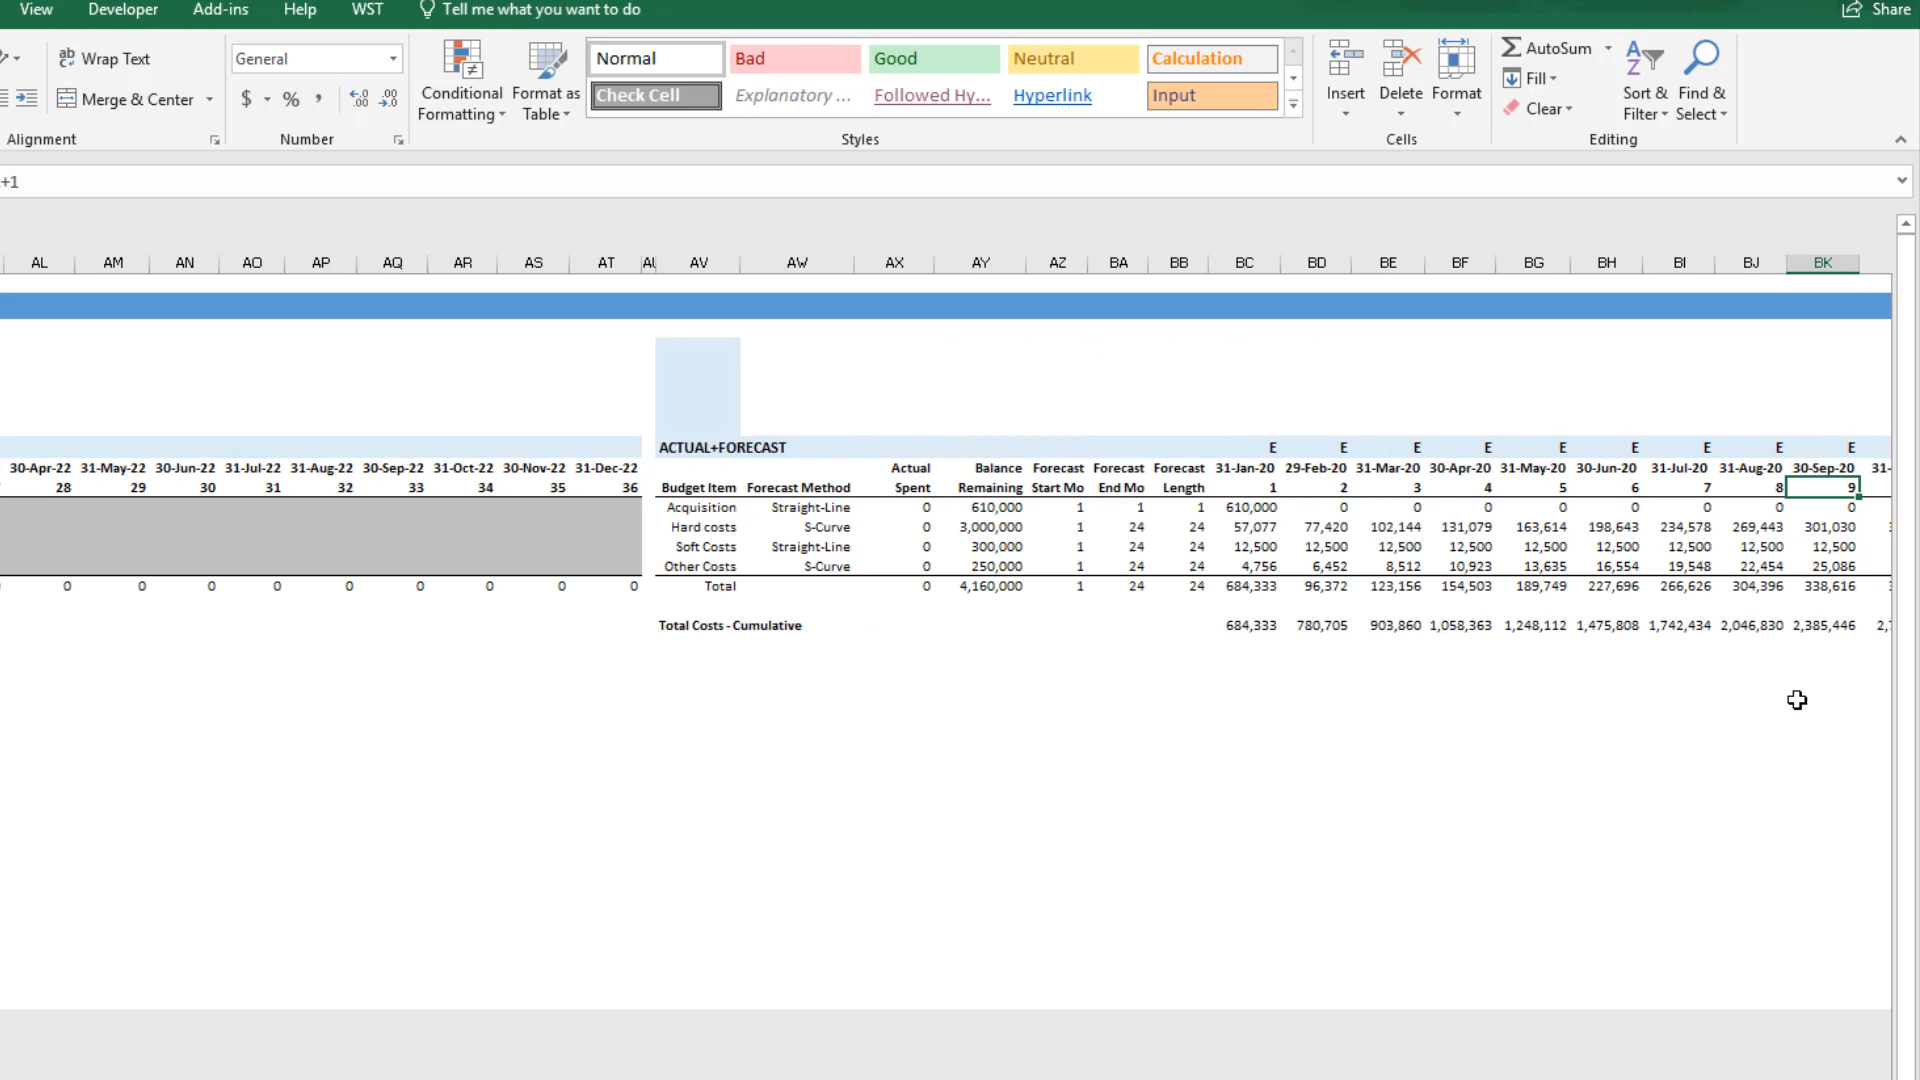 View Developer Add-ins Help WST Tell me what you want to do Share
Wrap Text General Normal Bad Good Neutral Calculation AutoSum
Merge & Center $ % , Conditional Formatting Format as Table Check Cell Explanatory ... Followed Hy... Hyperlink Input Insert Delete Format Fill Clear Sort & Filter Find & Select
Alignment Number Styles Cells Editing
+1
AL AM AN AO AP AQ AR AS AT AV AW AX AY AZ BA BB BC BD BE BF BG BH BI BJ BK
ACTUAL+FORECAST E E E E E E E E E
30-Apr-22 31-May-22 30-Jun-22 31-Jul-22 31-Aug-22 30-Sep-22 31-Oct-22 30-Nov-22 31-Dec-22 Actual Balance Forecast Forecast Forecast 31-Jan-20 29-Feb-20 31-Mar-20 30-Apr-20 31-May-20 30-Jun-20 31-Jul-20 31-Aug-20 30-Sep-20 31-
28 29 30 31 32 33 34 35 36 Budget Item Forecast Method Spent Remaining Start Mo End Mo Length 1 2 3 4 5 6 7 8 9
Acquisition Straight-Line 0 610,000 1 1 1 610,000 0 0 0 0 0 0 0 0
Hard costs S-Curve 0 3,000,000 1 24 24 57,077 77,420 102,144 131,079 163,614 198,643 234,578 269,443 301,030
Soft Costs Straight-Line 0 300,000 1 24 24 12,500 12,500 12,500 12,500 12,500 12,500 12,500 12,500 12,500
Other Costs S-Curve 0 250,000 1 24 24 4,756 6,452 8,512 10,923 13,635 16,554 19,548 22,454 25,086
0 0 0 0 0 0 0 0 0 Total 0 4,160,000 1 24 24 684,333 96,372 123,156 154,503 189,749 227,696 266,626 304,396 338,616
Total Costs - Cumulative 684,333 780,705 903,860 1,058,363 1,248,112 1,475,808 1,742,434 2,046,830 2,385,446